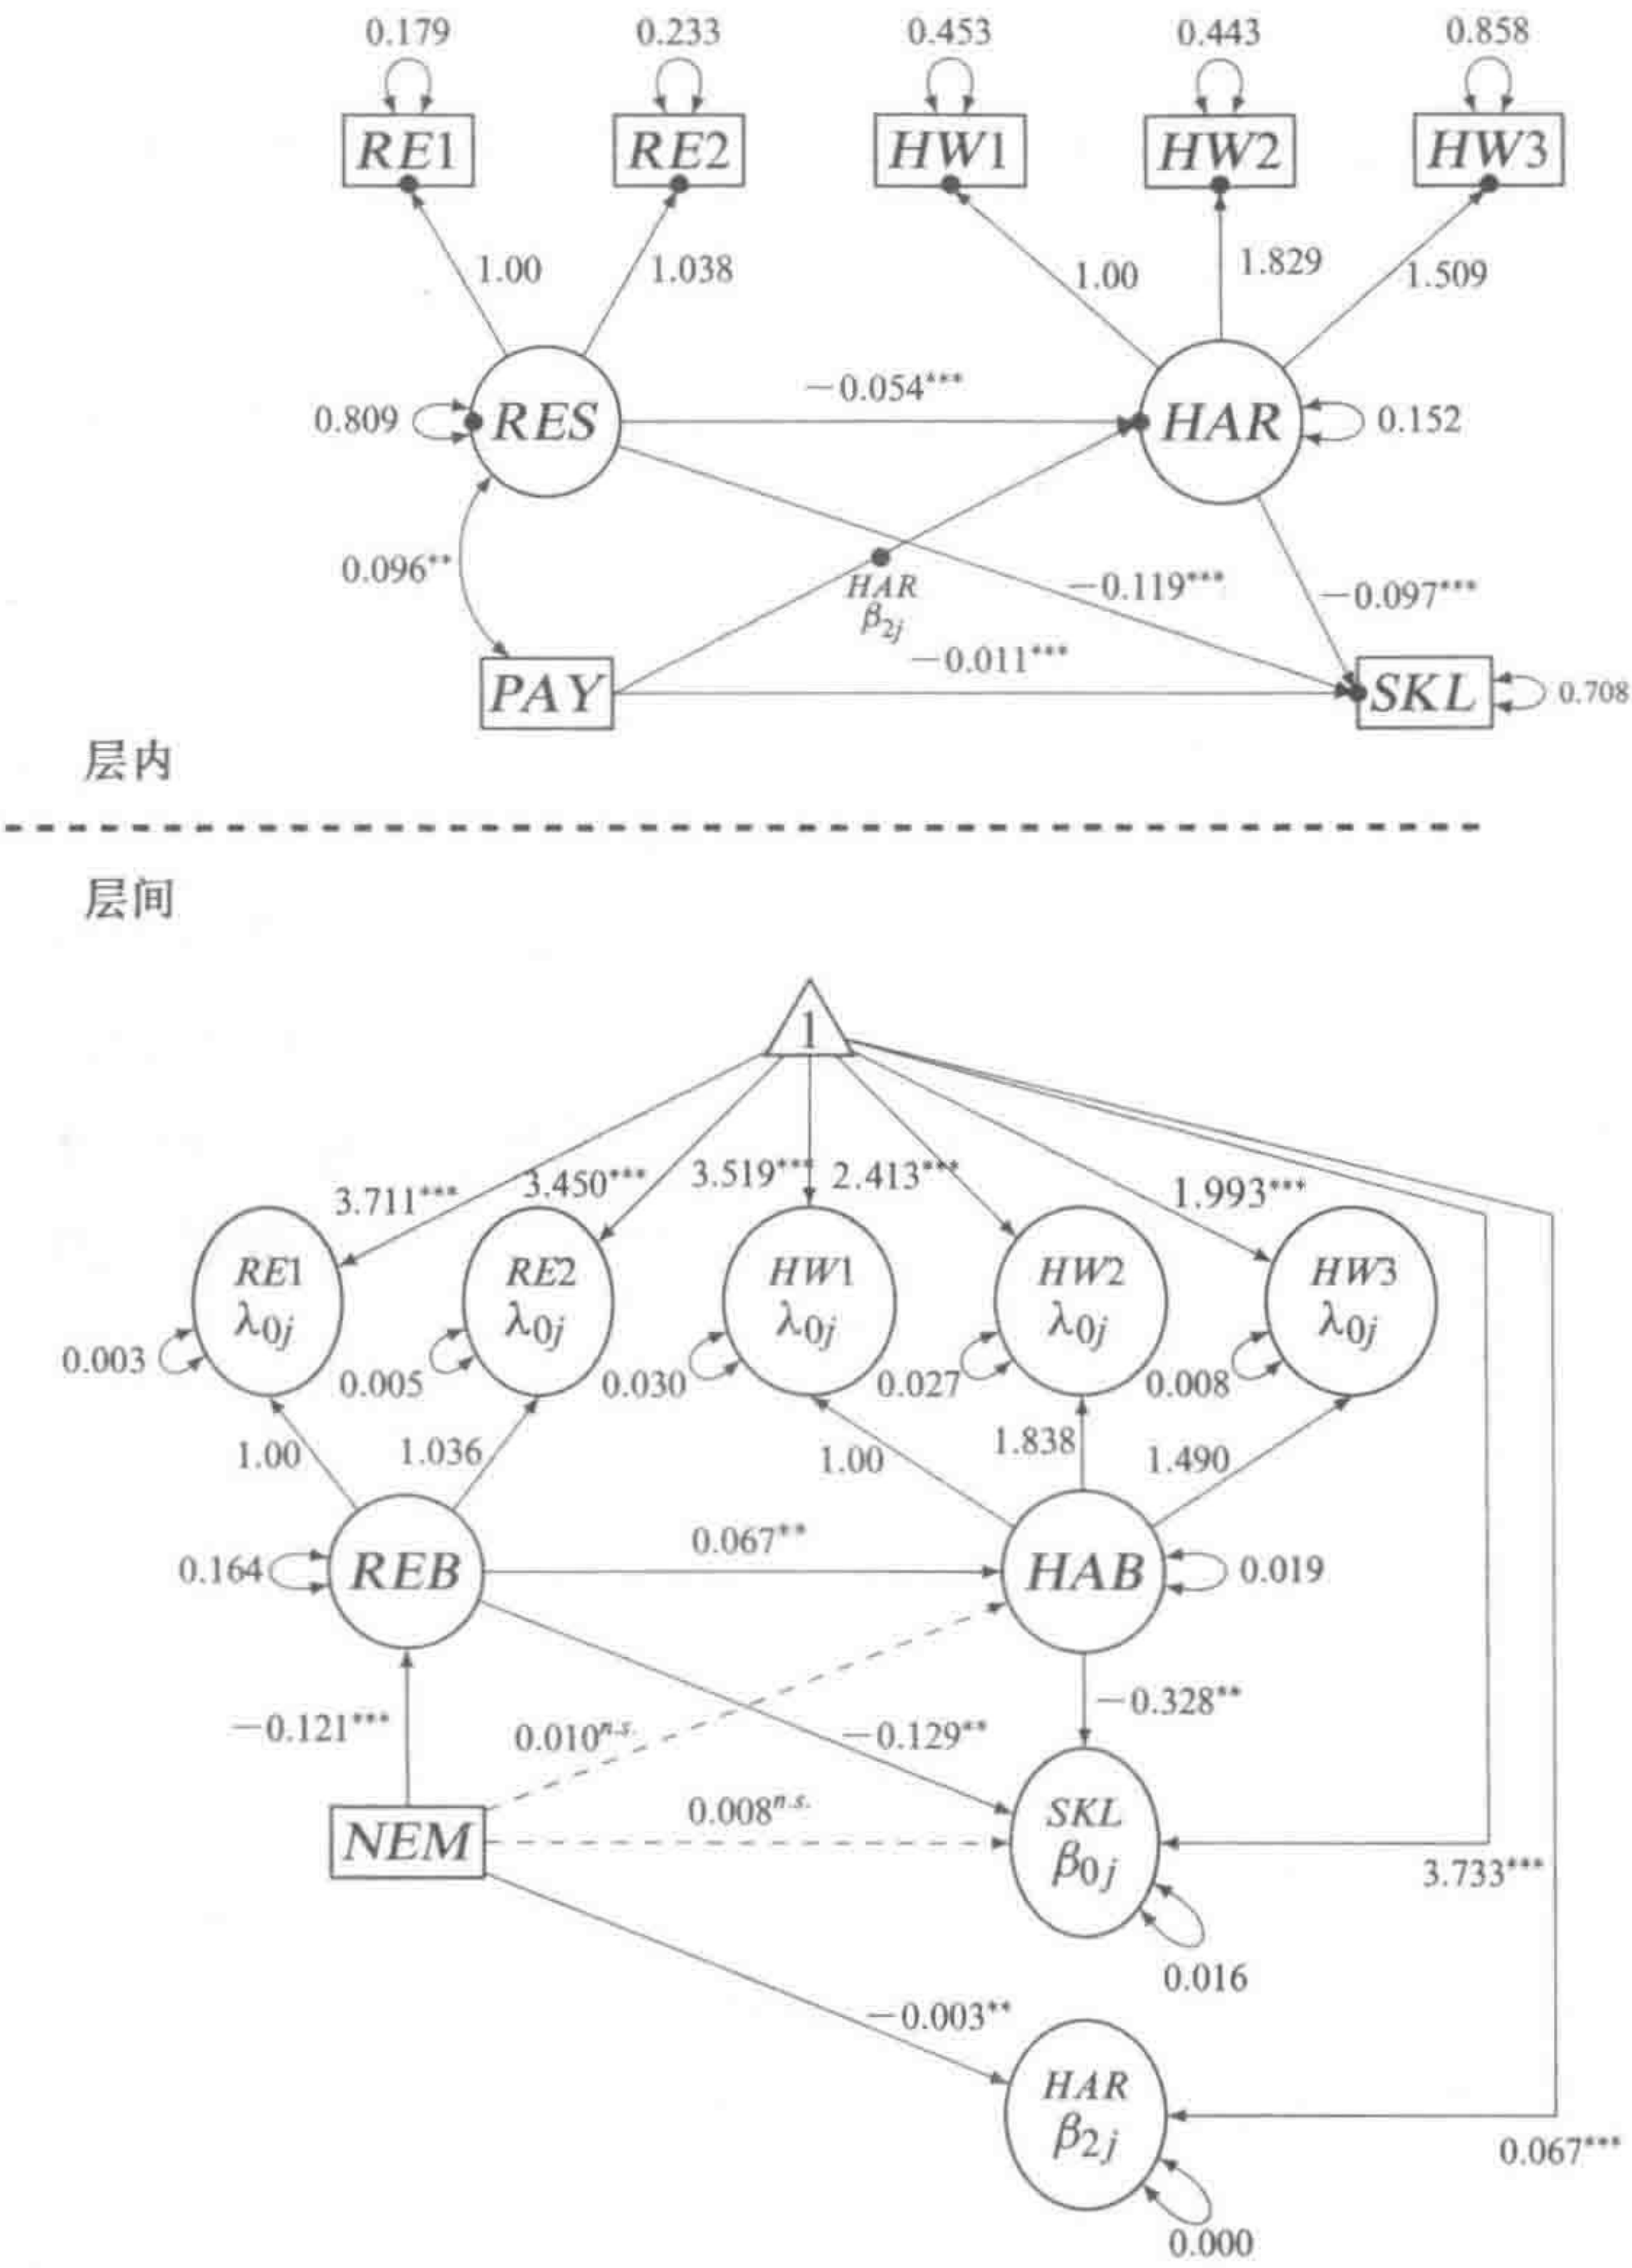 0.179 0.233 0.453 0.443 0.858
RE1 RE2 HW1 HW2 HW3
1.00 1.038 1.00 1.829 1.509
-0.054***
0.809 RES HAR 0.152
0.096** HAR -0.119*** -0.097***
β2j
-0.011***
PAY SKL 0.708
层内
层间
1
3.711*** 3.450*** 3.519*** 2.413*** 1.993***
RE1 RE2 HW1 HW2 HW3
λ0j λ0j λ0j λ0j λ0j
0.003 0.005 0.030 0.027 0.008
1.00 1.036 1.00 1.838 1.490
0.067**
0.164 REB HAB 0.019
-0.121*** 0.010n.s. -0.129** -0.328**
0.008n.s.
NEM SKL
β0j 3.733***
0.016
-0.003**
HAR
β2j
0.067***
0.000